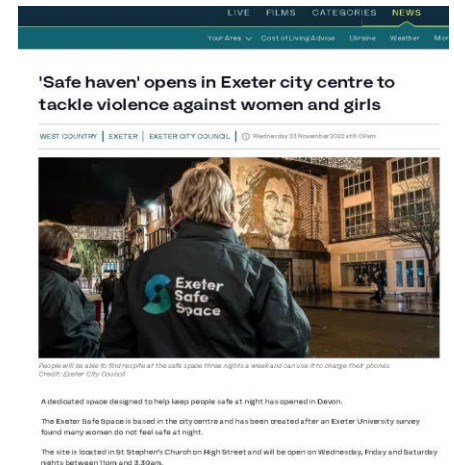 LIVE FILMS CATEGORIES NEWS
Your Area Cost of Living Advice Ukraine Weather Mor
'Safe haven' opens in Exeter city centre to
tackle violence against women and girls
WEST COUNTRY | EXETER | EXETER CITY COUNCIL | Wednesday 23 November 2022 at 6:09am
Exeter
Safe
Space
People will be able to find respite at the safe space three nights a week and can use it to charge their phones
Credit: Exeter City Council
A dedicated space designed to help keep people safe at night has opened in Devon.
The Exeter Safe Space is based in the city centre and has been created after an Exeter University survey
found many women do not feel safe at night.
The site is located in St Stephen's Church on High Street and will be open on Wednesday, Friday and Saturday
nights between 11pm and 3.30am.